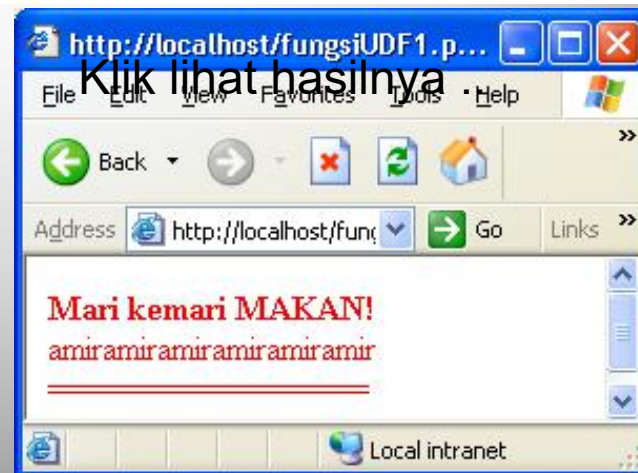 http://localhost/fungsiUDF1.p...
Klik lihat hasilnya ...
File Edit View Favorites Tools Help
Back
Address http://localhost/fung Go Links
Mari kemari MAKAN!
amiramiramiramiramiramir
Local intranet